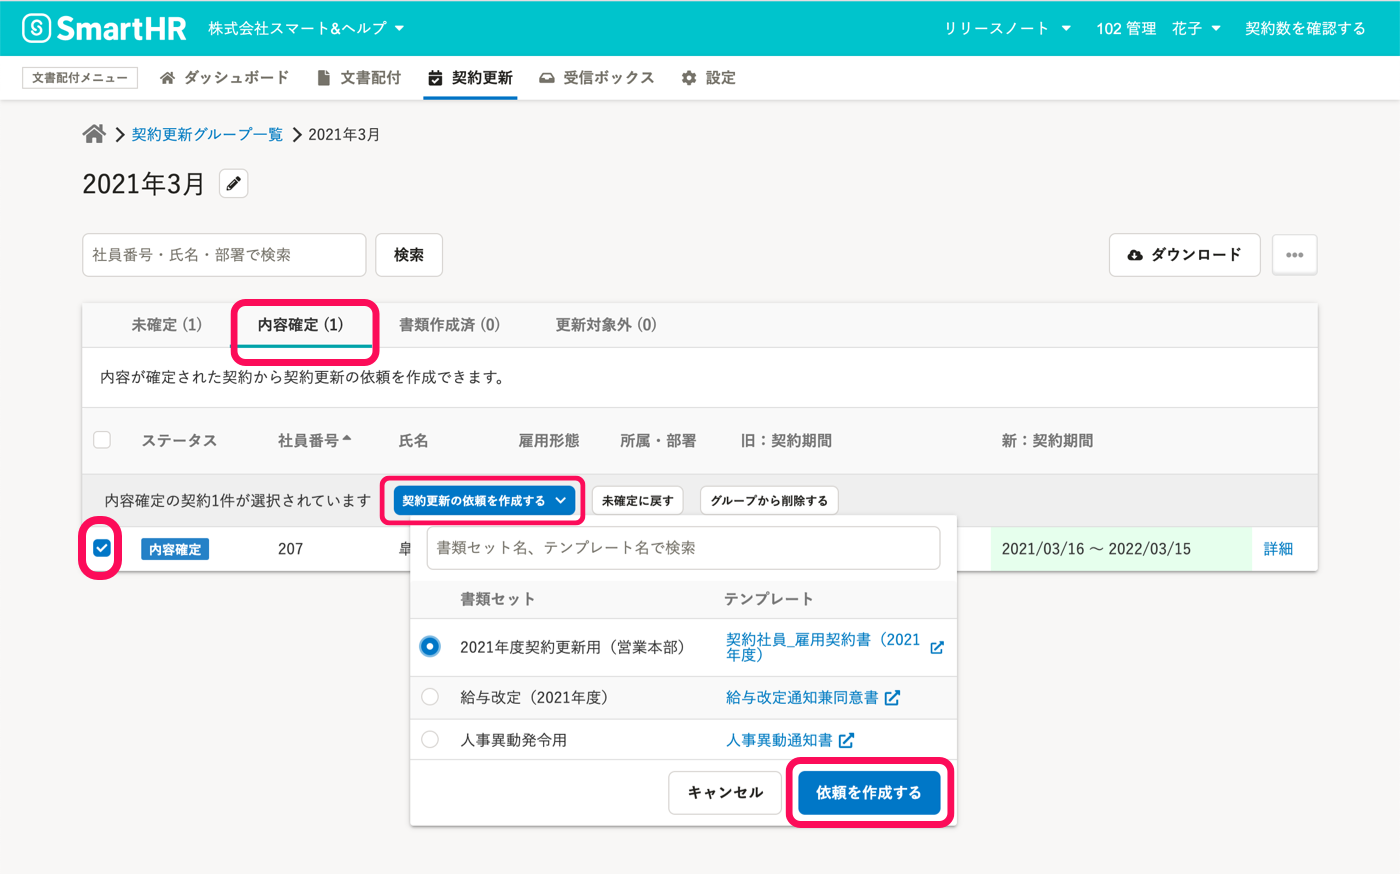 SmartHR 株式会社スマート&ヘルプ リリースノート 102 管理 花子 契約数を確認する
文書配付メニュー ダッシュボード 文書配付 契約更新 受信ボックス 設定
契約更新グループ一覧 2021年3月
2021年3月
社員番号・氏名・部署で検索 検索 ダウンロード
未確定 (1) 内容確定 (1) 書類作成済 (0) 更新対象外 (0)
内容が確定された契約から契約更新の依頼を作成できます。
ステータス 社員番号 氏名 雇用形態 所属・部署 旧：契約期間 新：契約期間
内容確定の契約1件が選択されています 契約更新の依頼を作成する 未確定に戻す グループから削除する
内容確定 207 2021/03/16 〜 2022/03/15 詳細
書類セット名、テンプレート名で検索
書類セット テンプレート
2021年度契約更新用（営業本部） 契約社員_雇用契約書（2021
年度）
給与改定（2021年度） 給与改定通知兼同意書
人事異動発令用 人事異動通知書
キャンセル 依頼を作成する